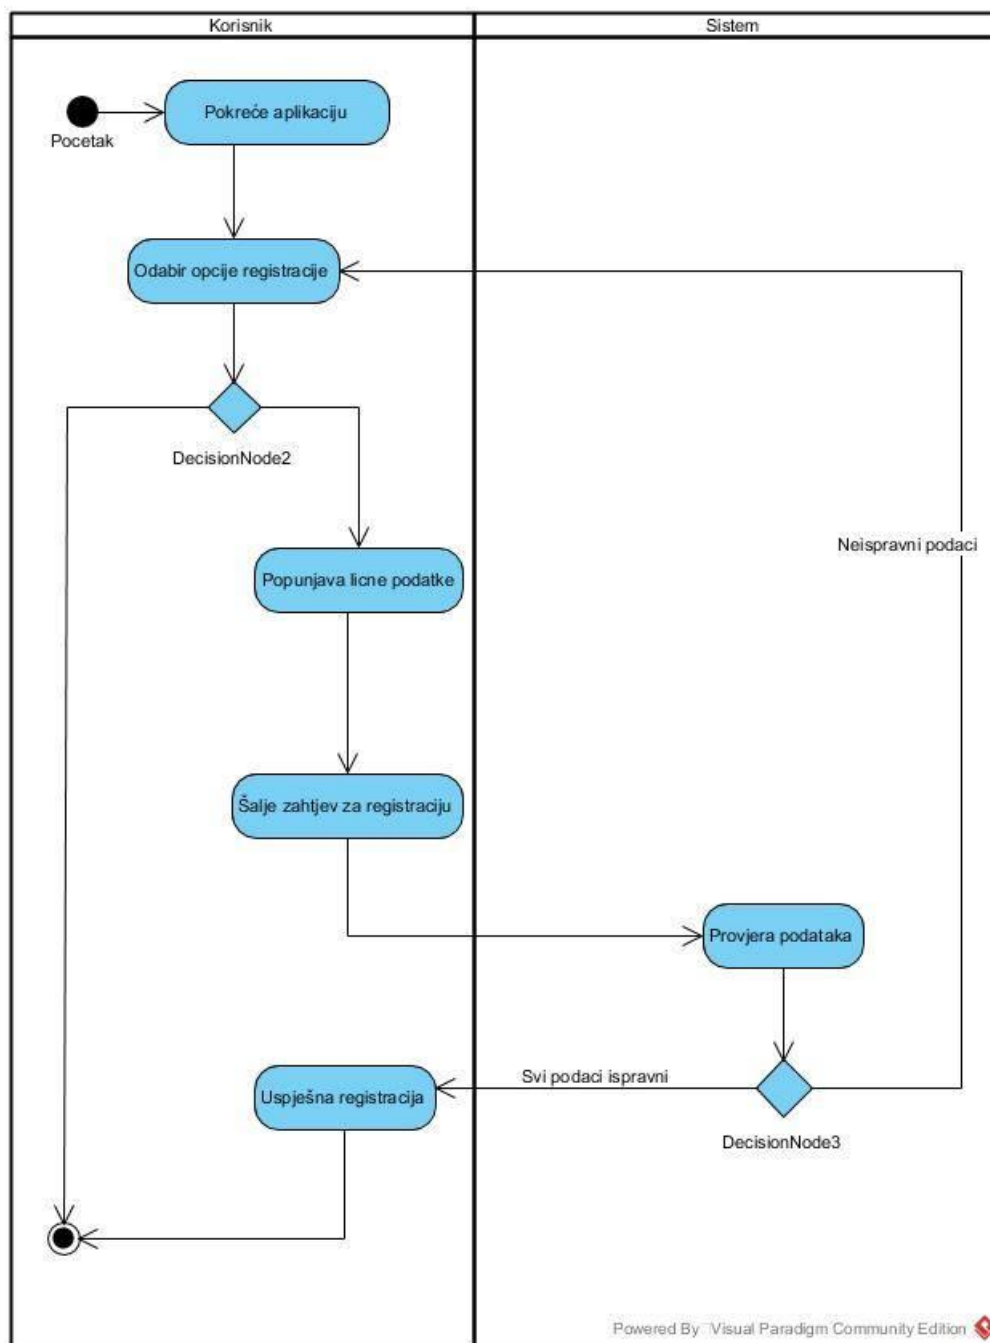 Korisnik
Sistem
Pokreće aplikaciju
Pocetak
Odabir opcije registracije
DecisionNode2
Neispravni podaci
Popunjava licne podatke
Šalje zahtjev za registraciju
Provjera podataka
Svi podaci ispravni
Uspješna registracija
DecisionNode3
Powered By Visual Paradigm Community Edition